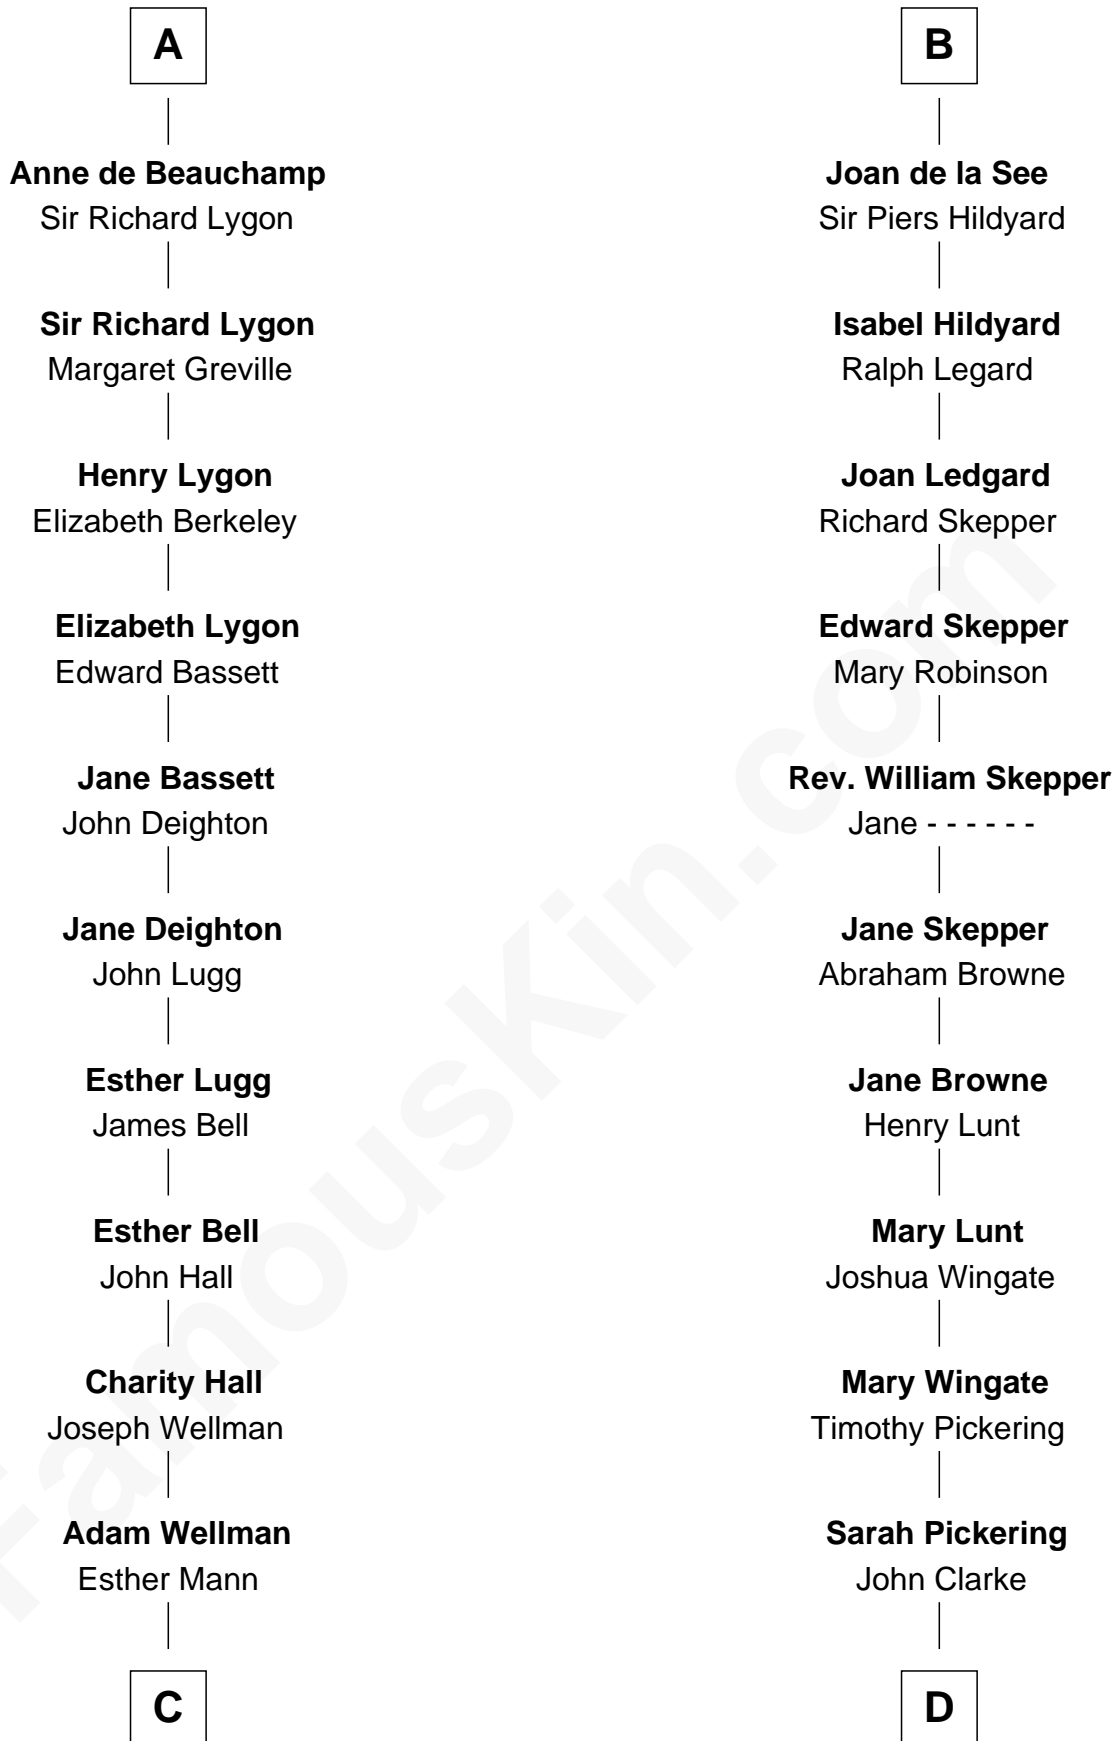 A
Anne de Beauchamp
Sir Richard Lygon
Sir Richard Lygon
Margaret Greville
Henry Lygon
Elizabeth Berkeley
Elizabeth Lygon
Edward Bassett
Jane Bassett
John Deighton
Jane Deighton
John Lugg
Esther Lugg
James Bell
Esther Bell
John Hall
Charity Hall
Joseph Wellman
Adam Wellman
Esther Mann
C
B
Joan de la See
Sir Piers Hildyard
Isabel Hildyard
Ralph Legard
Joan Ledgard
Richard Skepper
Edward Skepper
Mary Robinson
Rev. William Skepper
Jane - - - - - -
Jane Skepper
Abraham Browne
Jane Browne
Henry Lunt
Mary Lunt
Joshua Wingate
Mary Wingate
Timothy Pickering
Sarah Pickering
John Clarke
D
FamousKin.com